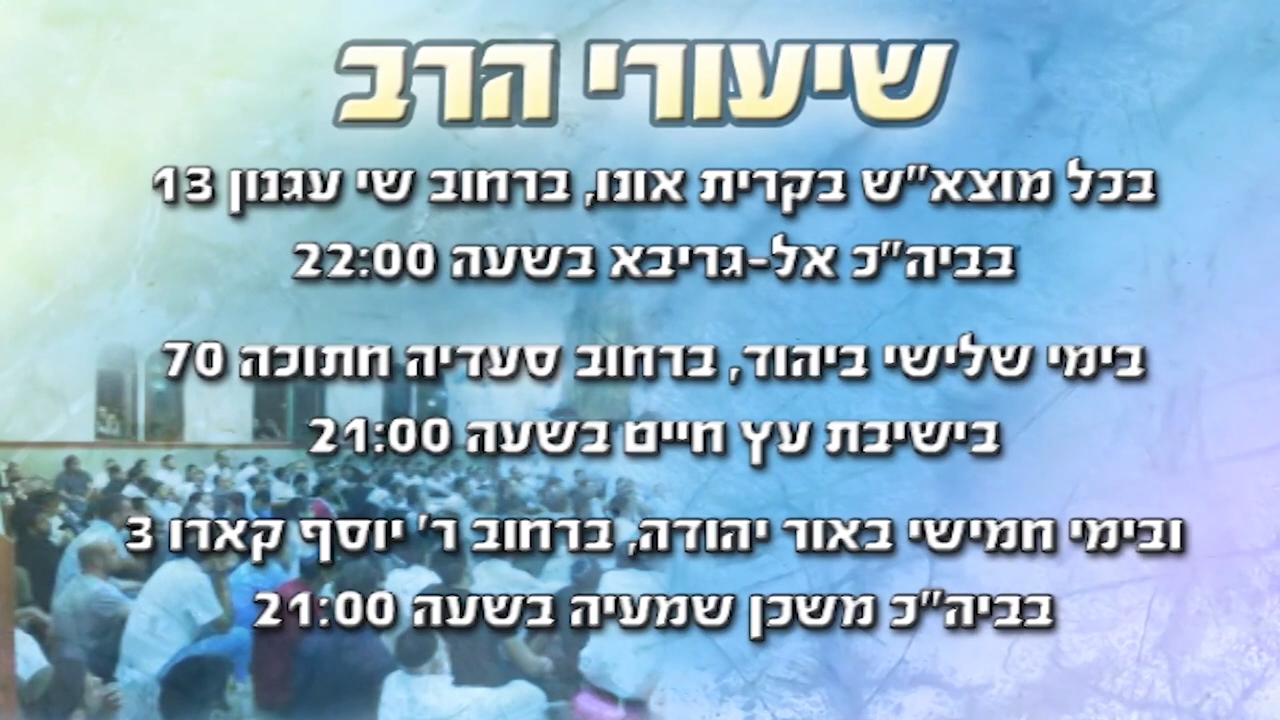 שיעורי הרב
בכל מוצא"ש בקרית אונו, ברחוב שי עגנון 13
בביה"כ אל-גריבא בשעה 22:00
בימי שלישי ביהוד, ברחוב סעדיה חתוכה 70
בישיבת עץ חיים בשעה 21:00
ובימי חמישי באור יהודה, ברחוב ר' יוסף קארו 3
בביה"כ משכן שמעיה בשעה 21:00